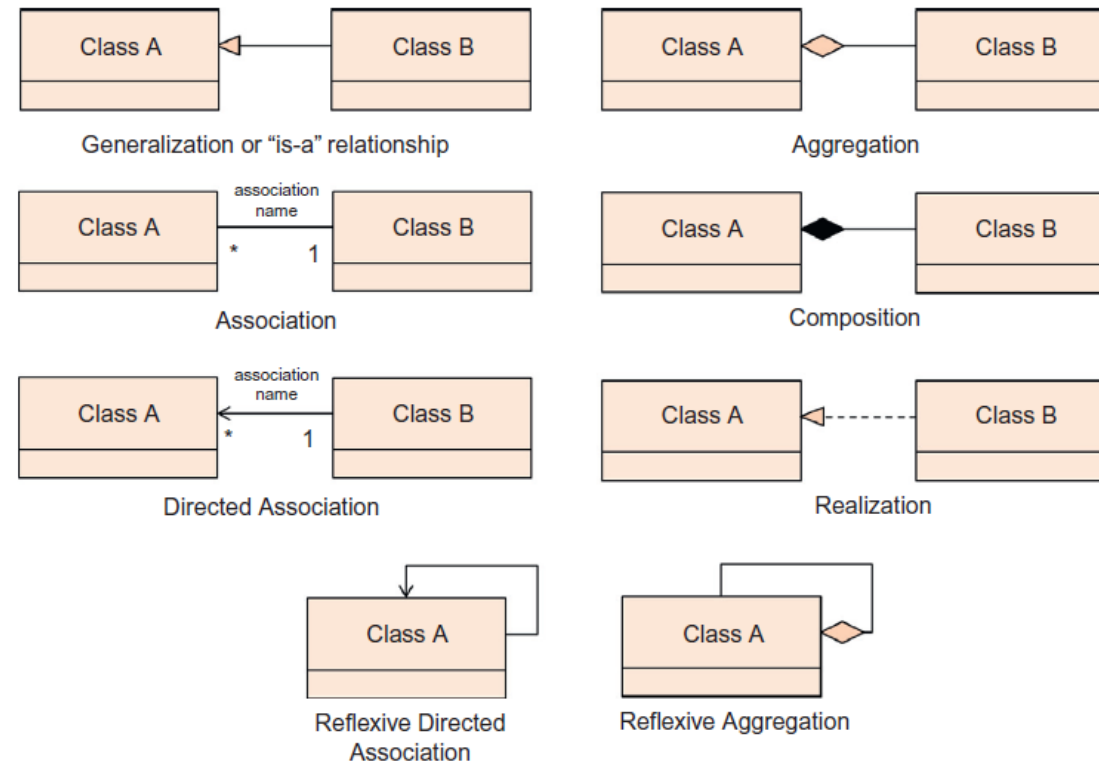 Class A
Class B
Class A
Class B
Generalization or “is-a” relationship
Aggregation
Class A
association
name
* 1
Class B
Class A
Class B
Association
Composition
Class A
association
name
* 1
Class B
Class A
Class B
Directed Association
Realization
Class A
Class A
Reflexive Directed
Association
Reflexive Aggregation